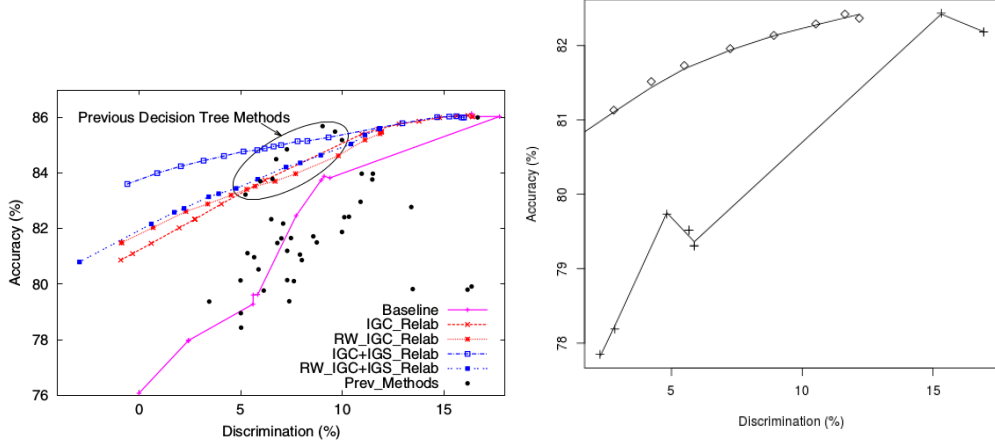 Previous Decision Tree Methods
Accuracy (%)
86
84
82
80
78
76
0
5
10
15
Discrimination (%)
Baseline
IGC_Relab
RW_IGC_Relab
IGC+IGS_Relab
RW_IGC+IGS_Relab
Prev_Methods
Accuracy (%)
82
81
80
79
78
5
10
15
Discrimination (%)